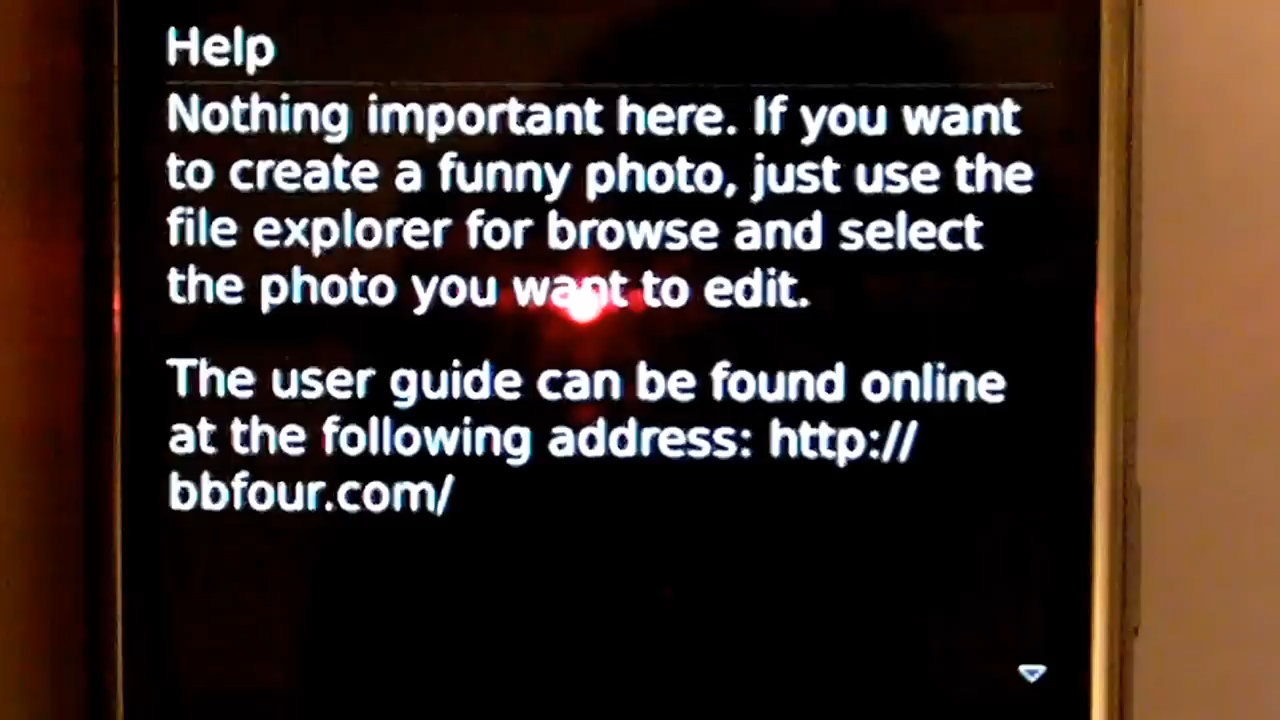 Help
Nothing important here. If you want
to create a funny photo, just use the
file explorer for browse and select
the photo you want to edit.
The user guide can be found online
at the following address: http://
bbfour.com/